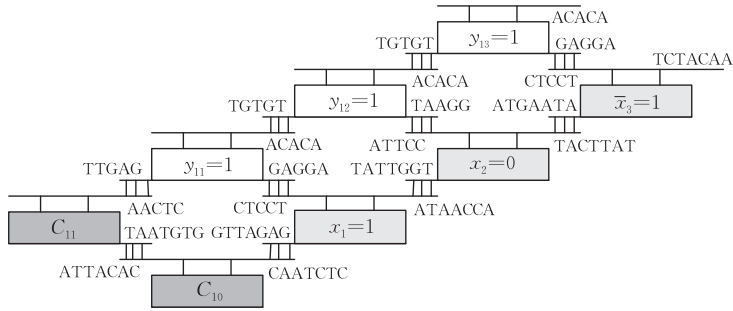 ACACA
TGTGT y₁₃=1 GAGGA
TCTACAA
ACACA CTCCT
TGTGT y₁₂=1 TAAGG ATGAATA x̄₃=1
ACACA ATTCC TACTTAT
TTGAG y₁₁=1 GAGGA TATTGGT x₂=0
AACTC CTCCT ATAACCA
C₁₁ TAATGTG GTTAGAG x₁=1
ATTACAC CAATCTC
C₁₀